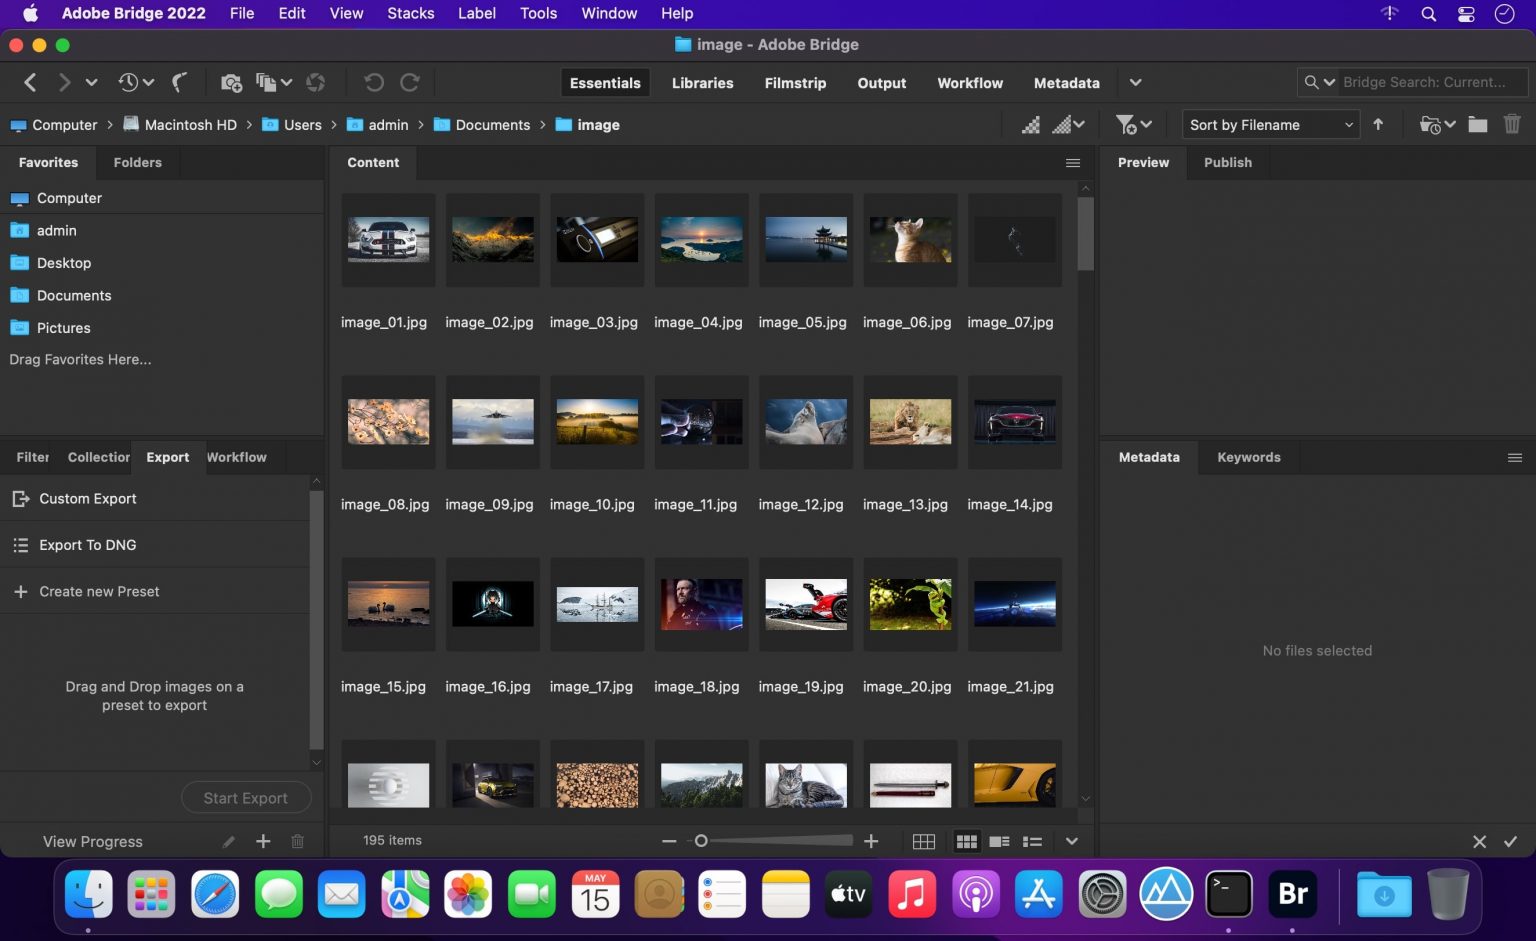 Adobe Bridge 2022 File Edit View Stacks Label Tools Window Help
image - Adobe Bridge
Essentials Libraries Filmstrip Output Workflow Metadata
Bridge Search: Current...
Computer Macintosh HD Users admin Documents image
Sort by Filename
Favorites Folders
Computer
admin
Desktop
Documents
Pictures
Drag Favorites Here...
Filter Collection Export Workflow
Custom Export
Export To DNG
Create new Preset
Drag and Drop images on a
preset to export
Start Export
View Progress
Content
image_01.jpg image_02.jpg image_03.jpg image_04.jpg image_05.jpg image_06.jpg image_07.jpg
image_08.jpg image_09.jpg image_10.jpg image_11.jpg image_12.jpg image_13.jpg image_14.jpg
image_15.jpg image_16.jpg image_17.jpg image_18.jpg image_19.jpg image_20.jpg image_21.jpg
195 items
Preview Publish
Metadata Keywords
No files selected
MAY
15
tv
>_
Br